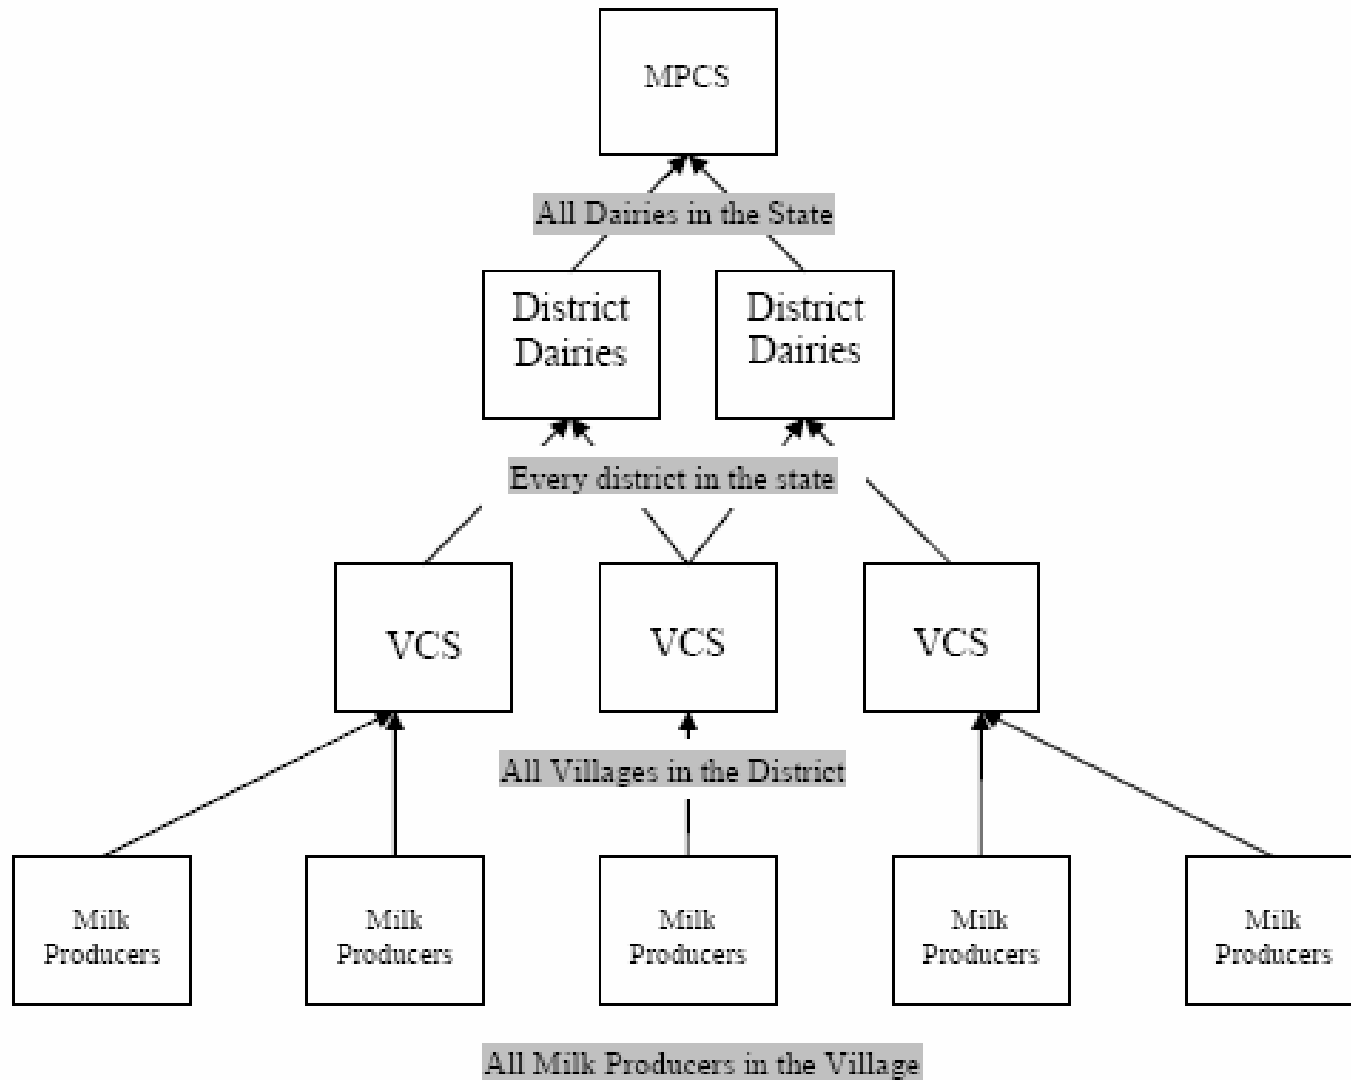 MPCS
All Dairies in the State
District
Dairies
District
Dairies
Every district in the state
VCS
VCS
VCS
All Villages in the District
Milk
Producers
Milk
Producers
Milk
Producers
Milk
Producers
Milk
Producers
All Milk Producers in the Village